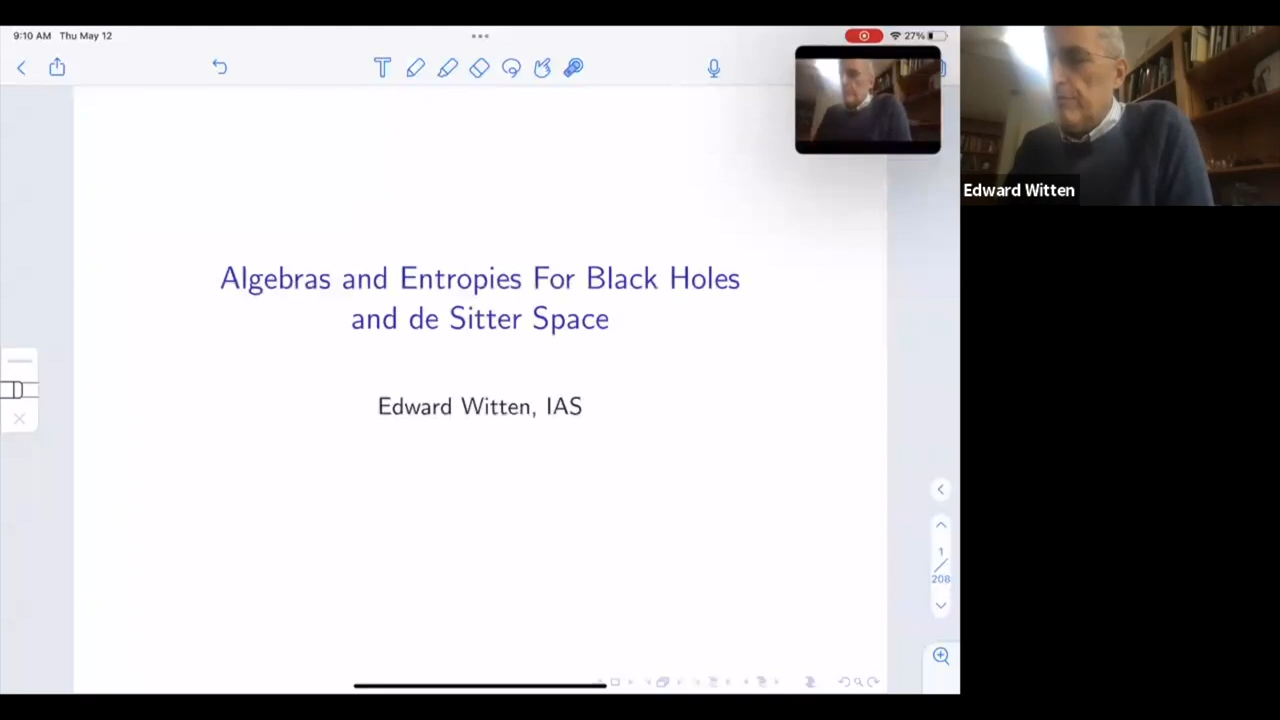 9:10 AM Thu May 12
27%
T
Edward Witten
Algebras and Entropies For Black Holes
and de Sitter Space
Edward Witten, IAS
1
208